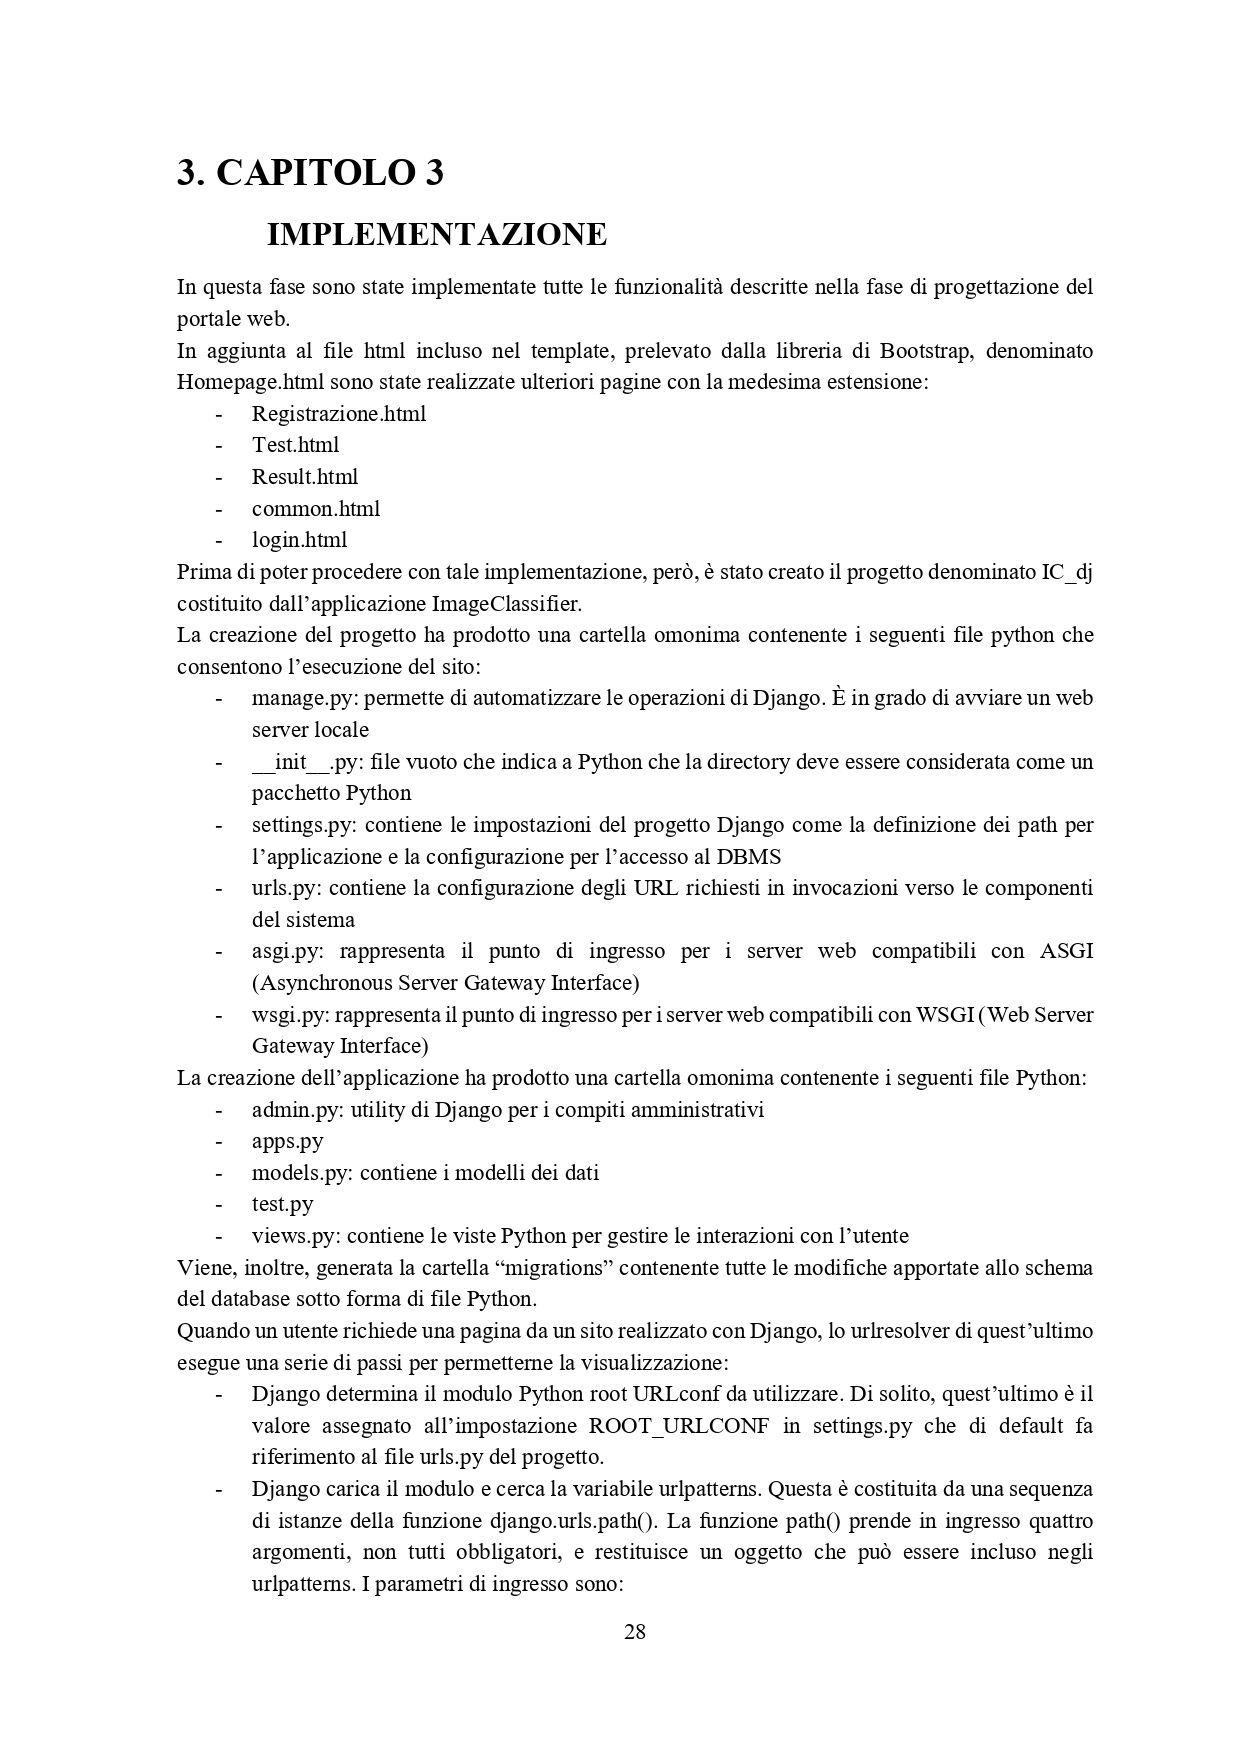 3. CAPITOLO 3
IMPLEMENTAZIONE
In questa fase sono state implementate tutte le funzionalità descritte nella fase di progettazione del
portale web.
In aggiunta al file html incluso nel template, prelevato dalla libreria di Bootstrap, denominato
Homepage.html sono state realizzate ulteriori pagine con la medesima estensione:
- Registrazione.html
- Test.html
- Result.html
- common.html
- login.html
Prima di poter procedere con tale implementazione, però, è stato creato il progetto denominato IC_dj
costituito dall’applicazione ImageClassifier.
La creazione del progetto ha prodotto una cartella omonima contenente i seguenti file python che
consentono l’esecuzione del sito:
- manage.py: permette di automatizzare le operazioni di Django. È in grado di avviare un web
server locale
- __init__.py: file vuoto che indica a Python che la directory deve essere considerata come un
pacchetto Python
- settings.py: contiene le impostazioni del progetto Django come la definizione dei path per
l’applicazione e la configurazione per l’accesso al DBMS
- urls.py: contiene la configurazione degli URL richiesti in invocazioni verso le componenti
del sistema
- asgi.py: rappresenta il punto di ingresso per i server web compatibili con ASGI
(Asynchronous Server Gateway Interface)
- wsgi.py: rappresenta il punto di ingresso per i server web compatibili con WSGI (Web Server
Gateway Interface)
La creazione dell’applicazione ha prodotto una cartella omonima contenente i seguenti file Python:
- admin.py: utility di Django per i compiti amministrativi
- apps.py
- models.py: contiene i modelli dei dati
- test.py
- views.py: contiene le viste Python per gestire le interazioni con l’utente
Viene, inoltre, generata la cartella “migrations” contenente tutte le modifiche apportate allo schema
del database sotto forma di file Python.
Quando un utente richiede una pagina da un sito realizzato con Django, lo urlresolver di quest’ultimo
esegue una serie di passi per permetterne la visualizzazione:
- Django determina il modulo Python root URLconf da utilizzare. Di solito, quest’ultimo è il
valore assegnato all’impostazione ROOT_URLCONF in settings.py che di default fa
riferimento al file urls.py del progetto.
- Django carica il modulo e cerca la variabile urlpatterns. Questa è costituita da una sequenza
di istanze della funzione django.urls.path(). La funzione path() prende in ingresso quattro
argomenti, non tutti obbligatori, e restituisce un oggetto che può essere incluso negli
urlpatterns. I parametri di ingresso sono:
28